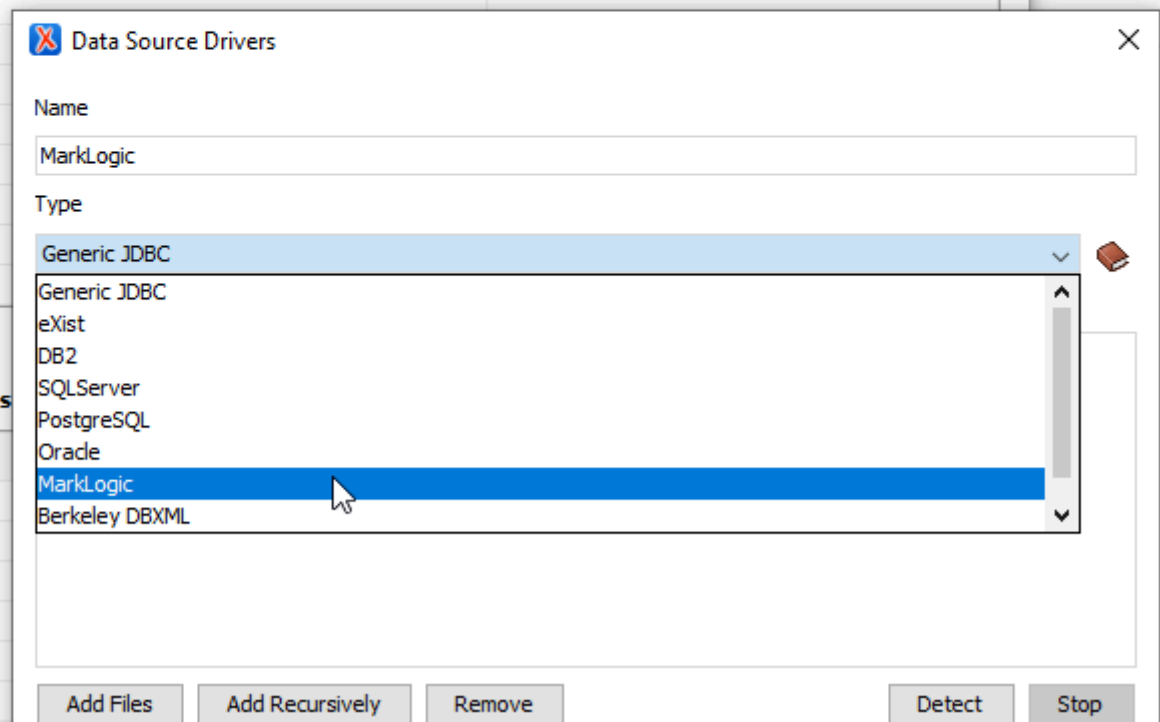 Data Source Drivers
Name
MarkLogic
Type
Generic JDBC
Generic JDBC
eXist
DB2
SQLServer
PostgreSQL
Oracle
MarkLogic
Berkeley DBXML
s
Add Files Add Recursively Remove Detect Stop